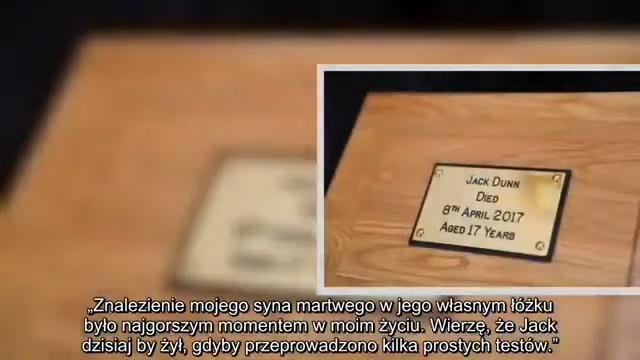 JACK DUNN
DIED
8TH APRIL 2017
AGED 17 YEARS
„Znalezienie mojego syna martwego w jego własnym łóżku
było najgorszym momentem w moim życiu. Wierzę, że Jack
dzisiaj by żył, gdyby przeprowadzono kilka prostych testów.”